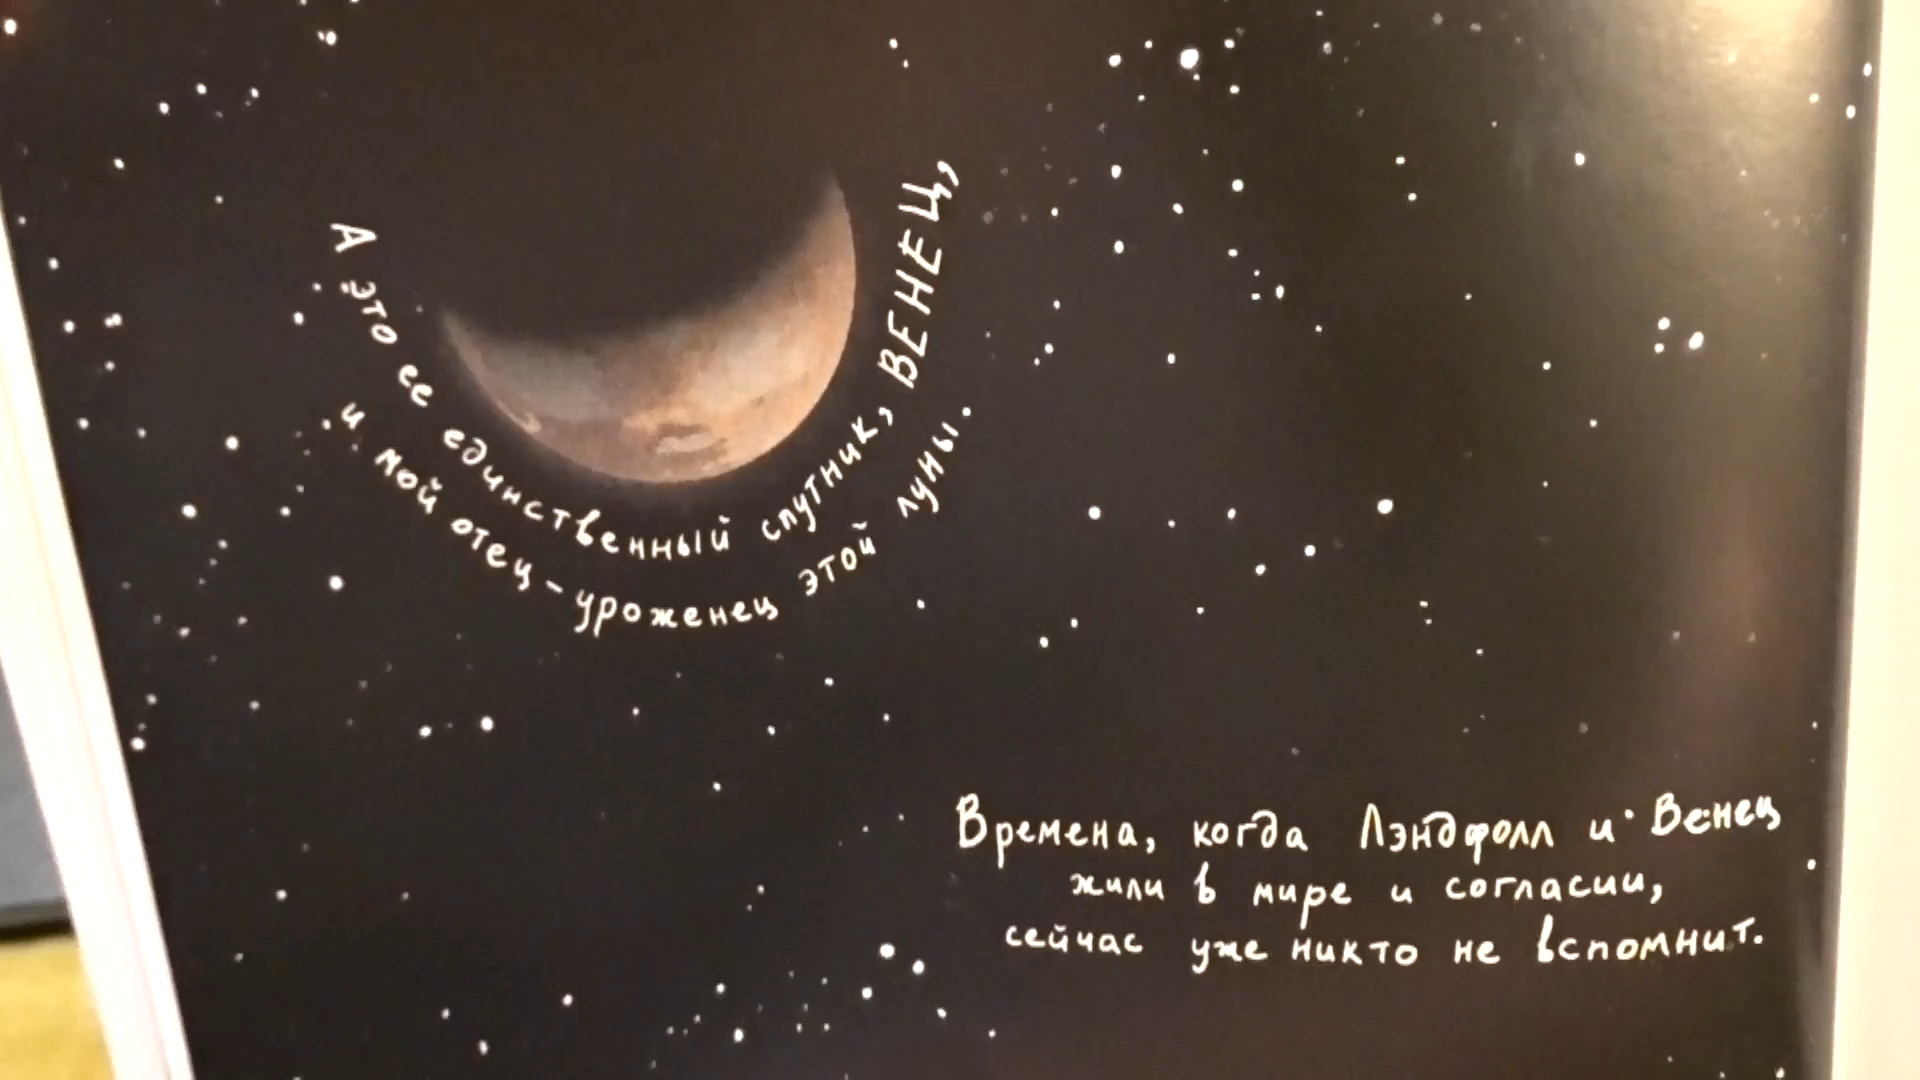 А это ее единственный спутник, ВЕНЕЦ,
и мой отец - уроженец этой луны.
Времена, когда Лэндфолл и Венец
жили в мире и согласии,
сейчас уже никто не вспомнит.